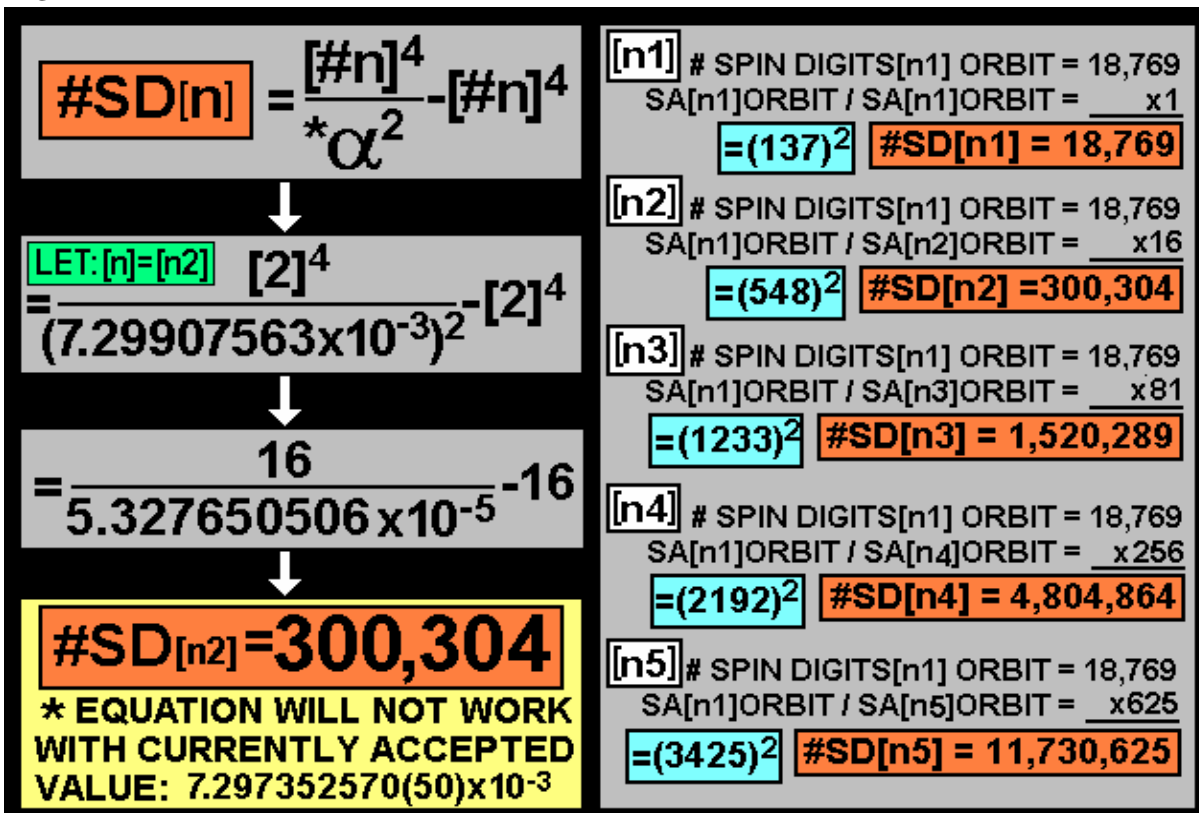 #SD[n] = [#n]⁴ / *α² - [#n]⁴
LET: [n]=[n2]
= [2]⁴ / (7.29907563x10⁻³)² - [2]⁴
= 16 / 5.327650506 x10⁻⁵ - 16
#SD[n2] = 300,304
* EQUATION WILL NOT WORK
WITH CURRENTLY ACCEPTED
VALUE: 7.297352570(50)x10⁻³
[n1] # SPIN DIGITS[n1] ORBIT = 18,769
SA[n1]ORBIT / SA[n1]ORBIT = x1
=(137)² #SD[n1] = 18,769
[n2] # SPIN DIGITS[n1] ORBIT = 18,769
SA[n1]ORBIT / SA[n2]ORBIT = x16
=(548)² #SD[n2] =300,304
[n3] # SPIN DIGITS[n1] ORBIT = 18,769
SA[n1]ORBIT / SA[n3]ORBIT = x81
=(1233)² #SD[n3] = 1,520,289
[n4] # SPIN DIGITS[n1] ORBIT = 18,769
SA[n1]ORBIT / SA[n4]ORBIT = x256
=(2192)² #SD[n4] = 4,804,864
[n5] # SPIN DIGITS[n1] ORBIT = 18,769
SA[n1]ORBIT / SA[n5]ORBIT = x625
=(3425)² #SD[n5] = 11,730,625